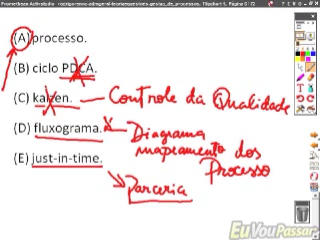 (A) processo.
(B) ciclo PDCA.
(C) kaizen. — Controle da Qualidade
(D) fluxograma. Diagrama
mapeamento dos
Processo
(E) just-in-time.
Parceria
EuVouPassar